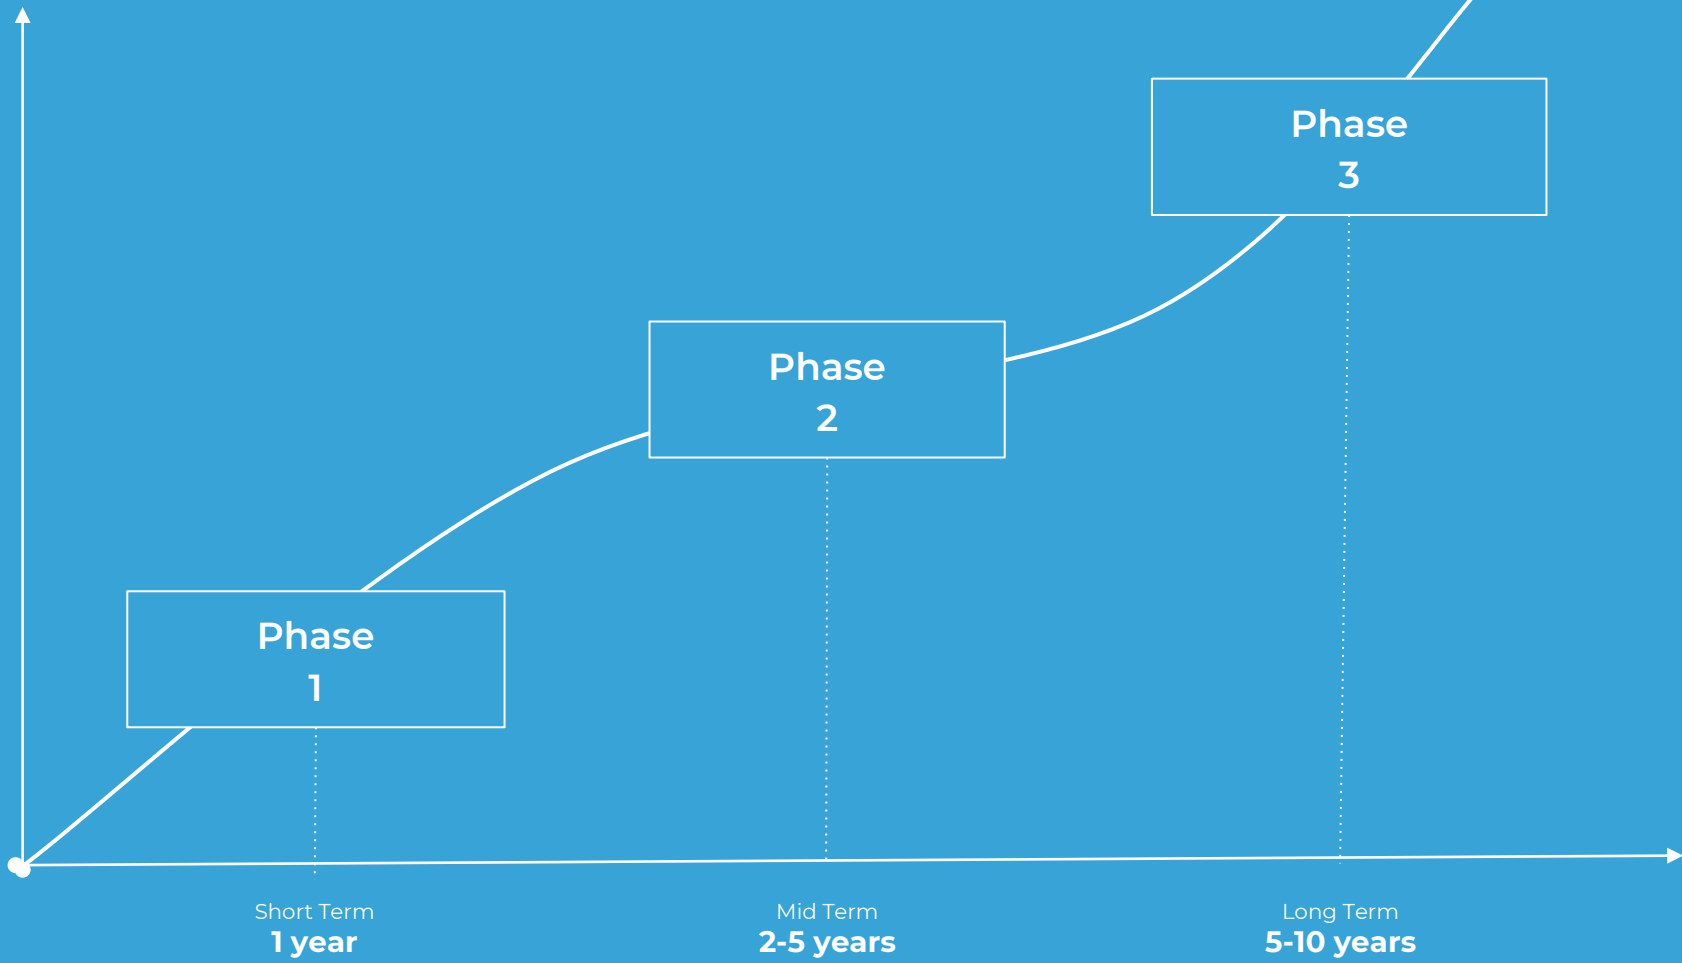 Phase
3
Phase
2
Phase
1
Short Term
1 year
Mid Term
2-5 years
Long Term
5-10 years